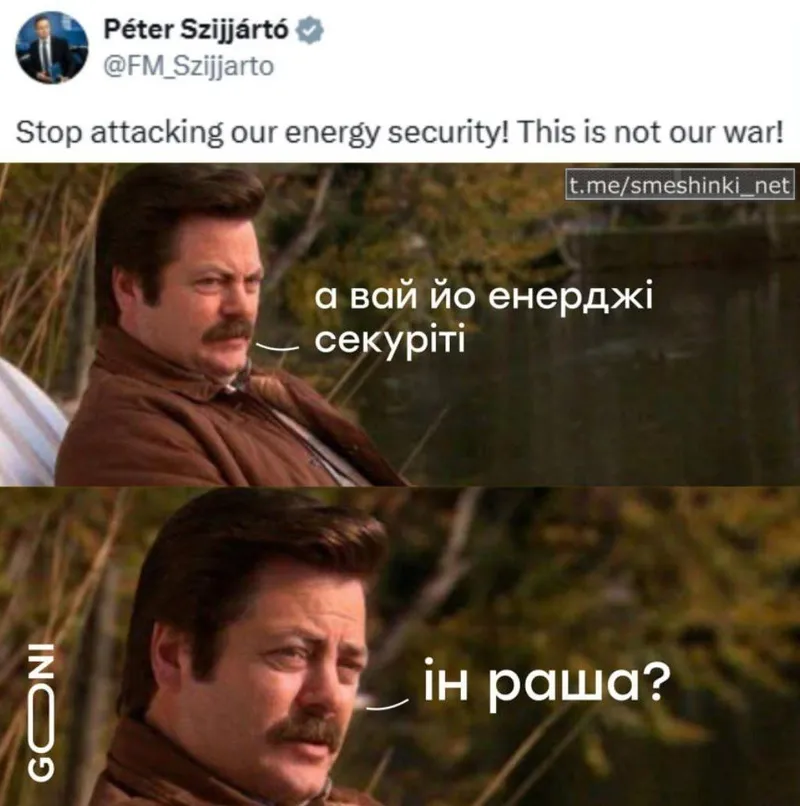 Péter Szijjártó
@FM_Szijjarto
Stop attacking our energy security! This is not our war!
t.me/smeshinki_net
а вай йо енерджі
секуріті
ін раша?
GONI